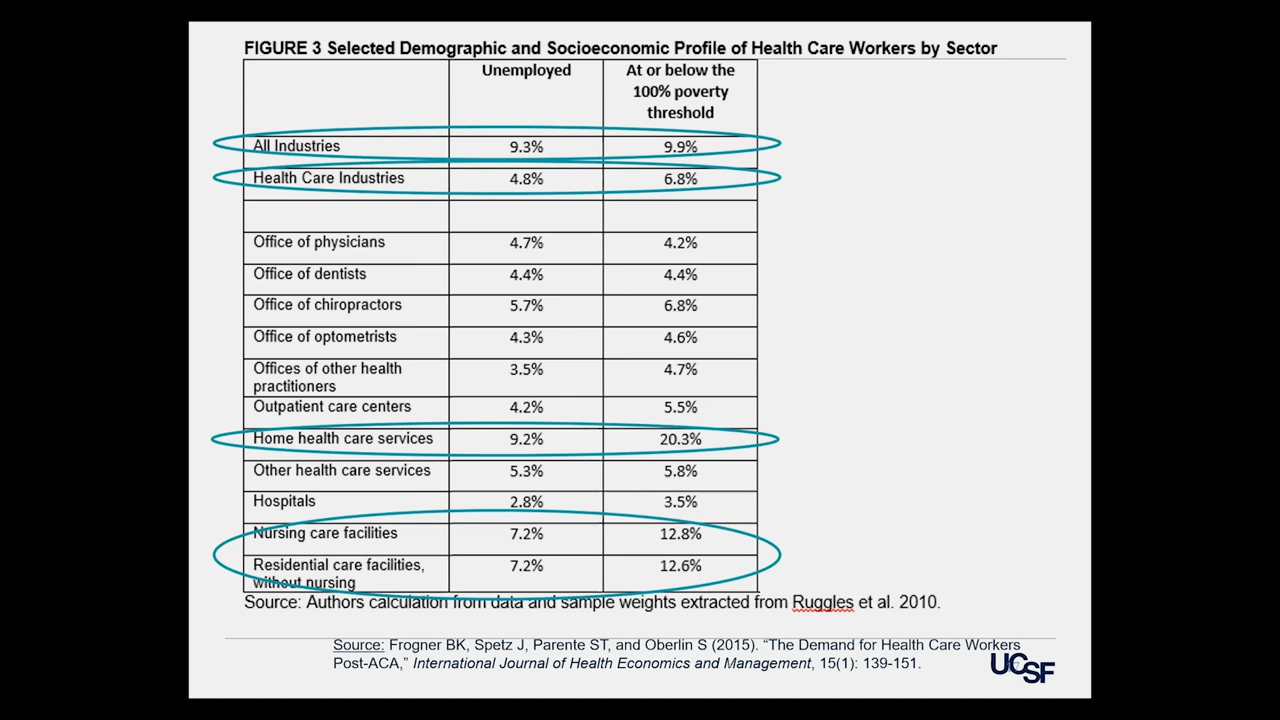 FIGURE 3 Selected Demographic and Socioeconomic Profile of Health Care Workers by Sector
Unemployed At or below the
100% poverty
threshold
All Industries 9.3% 9.9%
Health Care Industries 4.8% 6.8%
Office of physicians 4.7% 4.2%
Office of dentists 4.4% 4.4%
Office of chiropractors 5.7% 6.8%
Office of optometrists 4.3% 4.6%
Offices of other health 3.5% 4.7%
practitioners
Outpatient care centers 4.2% 5.5%
Home health care services 9.2% 20.3%
Other health care services 5.3% 5.8%
Hospitals 2.8% 3.5%
Nursing care facilities 7.2% 12.8%
Residential care facilities, 7.2% 12.6%
without nursing
Source: Authors calculation from data and sample weights extracted from Ruggles et al. 2010.
Source: Frogner BK, Spetz J, Parente ST, and Oberlin S (2015). “The Demand for Health Care Workers
Post-ACA,” International Journal of Health Economics and Management, 15(1): 139-151.
UCSF